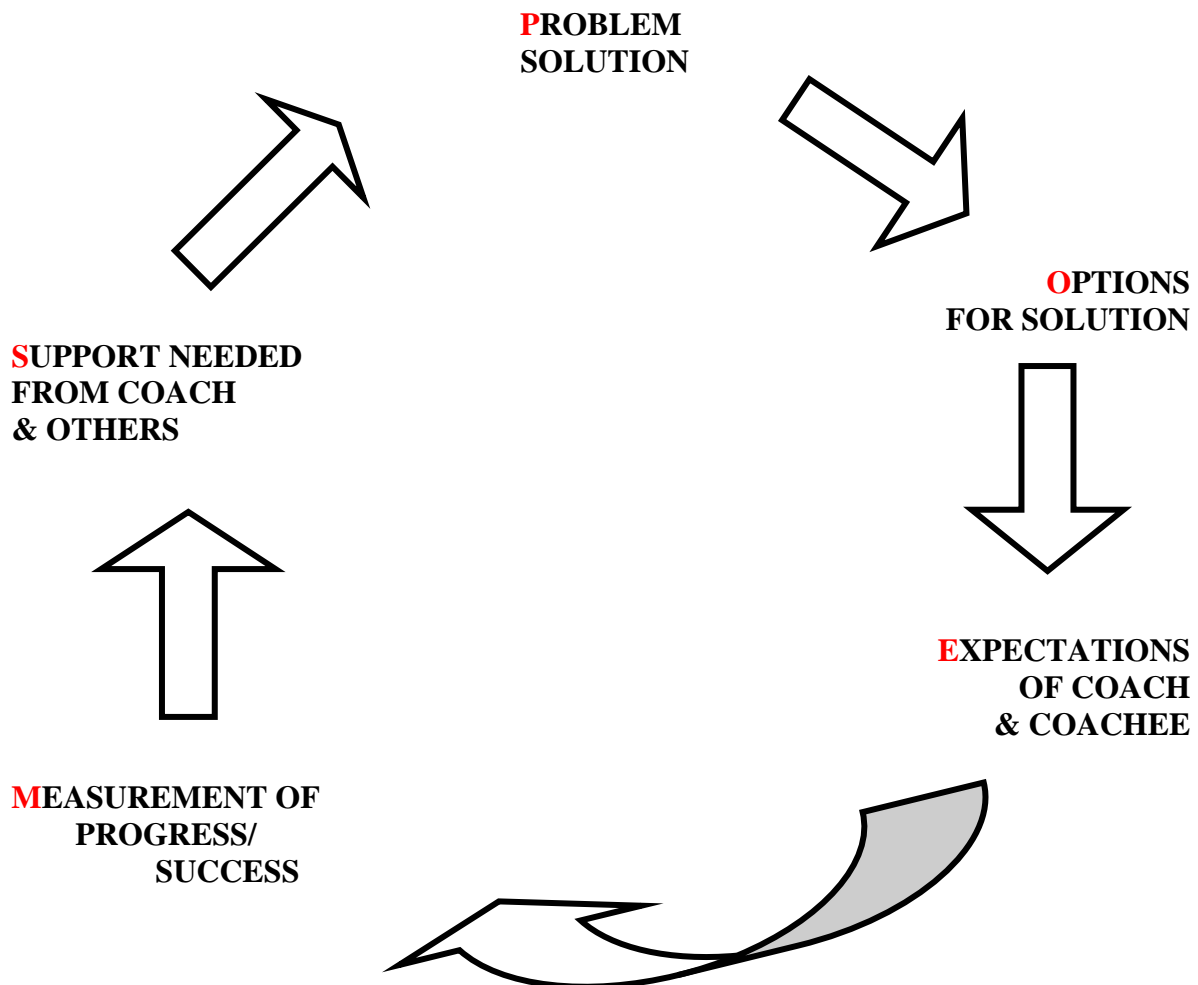 PROBLEM
SOLUTION
OPTIONS
FOR SOLUTION
EXPECTATIONS
OF COACH
& COACHEE
MEASUREMENT OF
PROGRESS/
SUCCESS
SUPPORT NEEDED
FROM COACH
& OTHERS